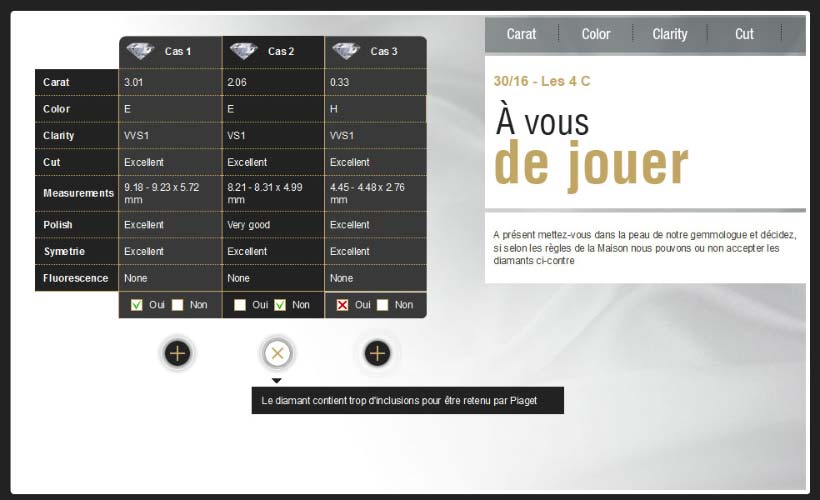 Carat Color Clarity Cut
30/16 - Les 4 C
À vous
de jouer
A présent mettez-vous dans la peau de notre gemmologue et décidez,
si selon les règles de la Maison nous pouvons ou non accepter les
diamants ci-contre
Cas 1 Cas 2 Cas 3
Carat 3.01 2.06 0.33
Color E E H
Clarity VVS1 VS1 VVS1
Cut Excellent Excellent Excellent
Measurements 9.18 - 9.23 x 5.72 mm 8.21 - 8.31 x 4.99 mm 4.45 - 4.48 x 2.76 mm
Polish Excellent Very good Excellent
Symetrie Excellent Excellent Excellent
Fluorescence None None None
Oui Non Oui Non Oui Non
Le diamant contient trop d'inclusions pour être retenu par Piaget